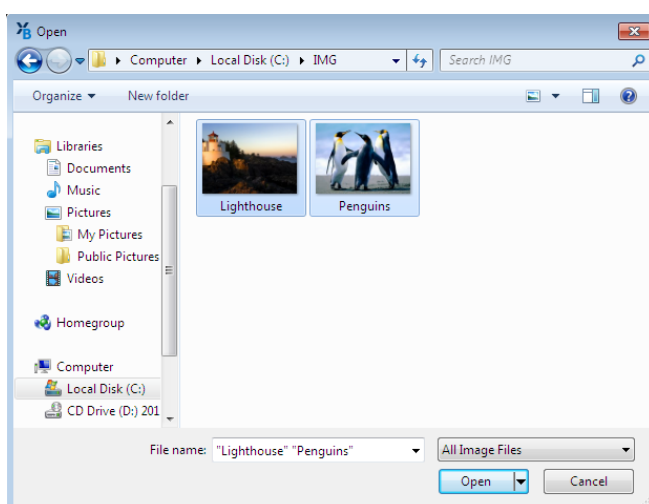 Open
Computer Local Disk (C:) IMG
Search IMG
Organize New folder
Libraries
Documents
Music
Pictures
My Pictures
Public Pictures
Videos
Homegroup
Computer
Local Disk (C:)
CD Drive (D:) 201
Lighthouse Penguins
File name: "Lighthouse" "Penguins" All Image Files
Open Cancel